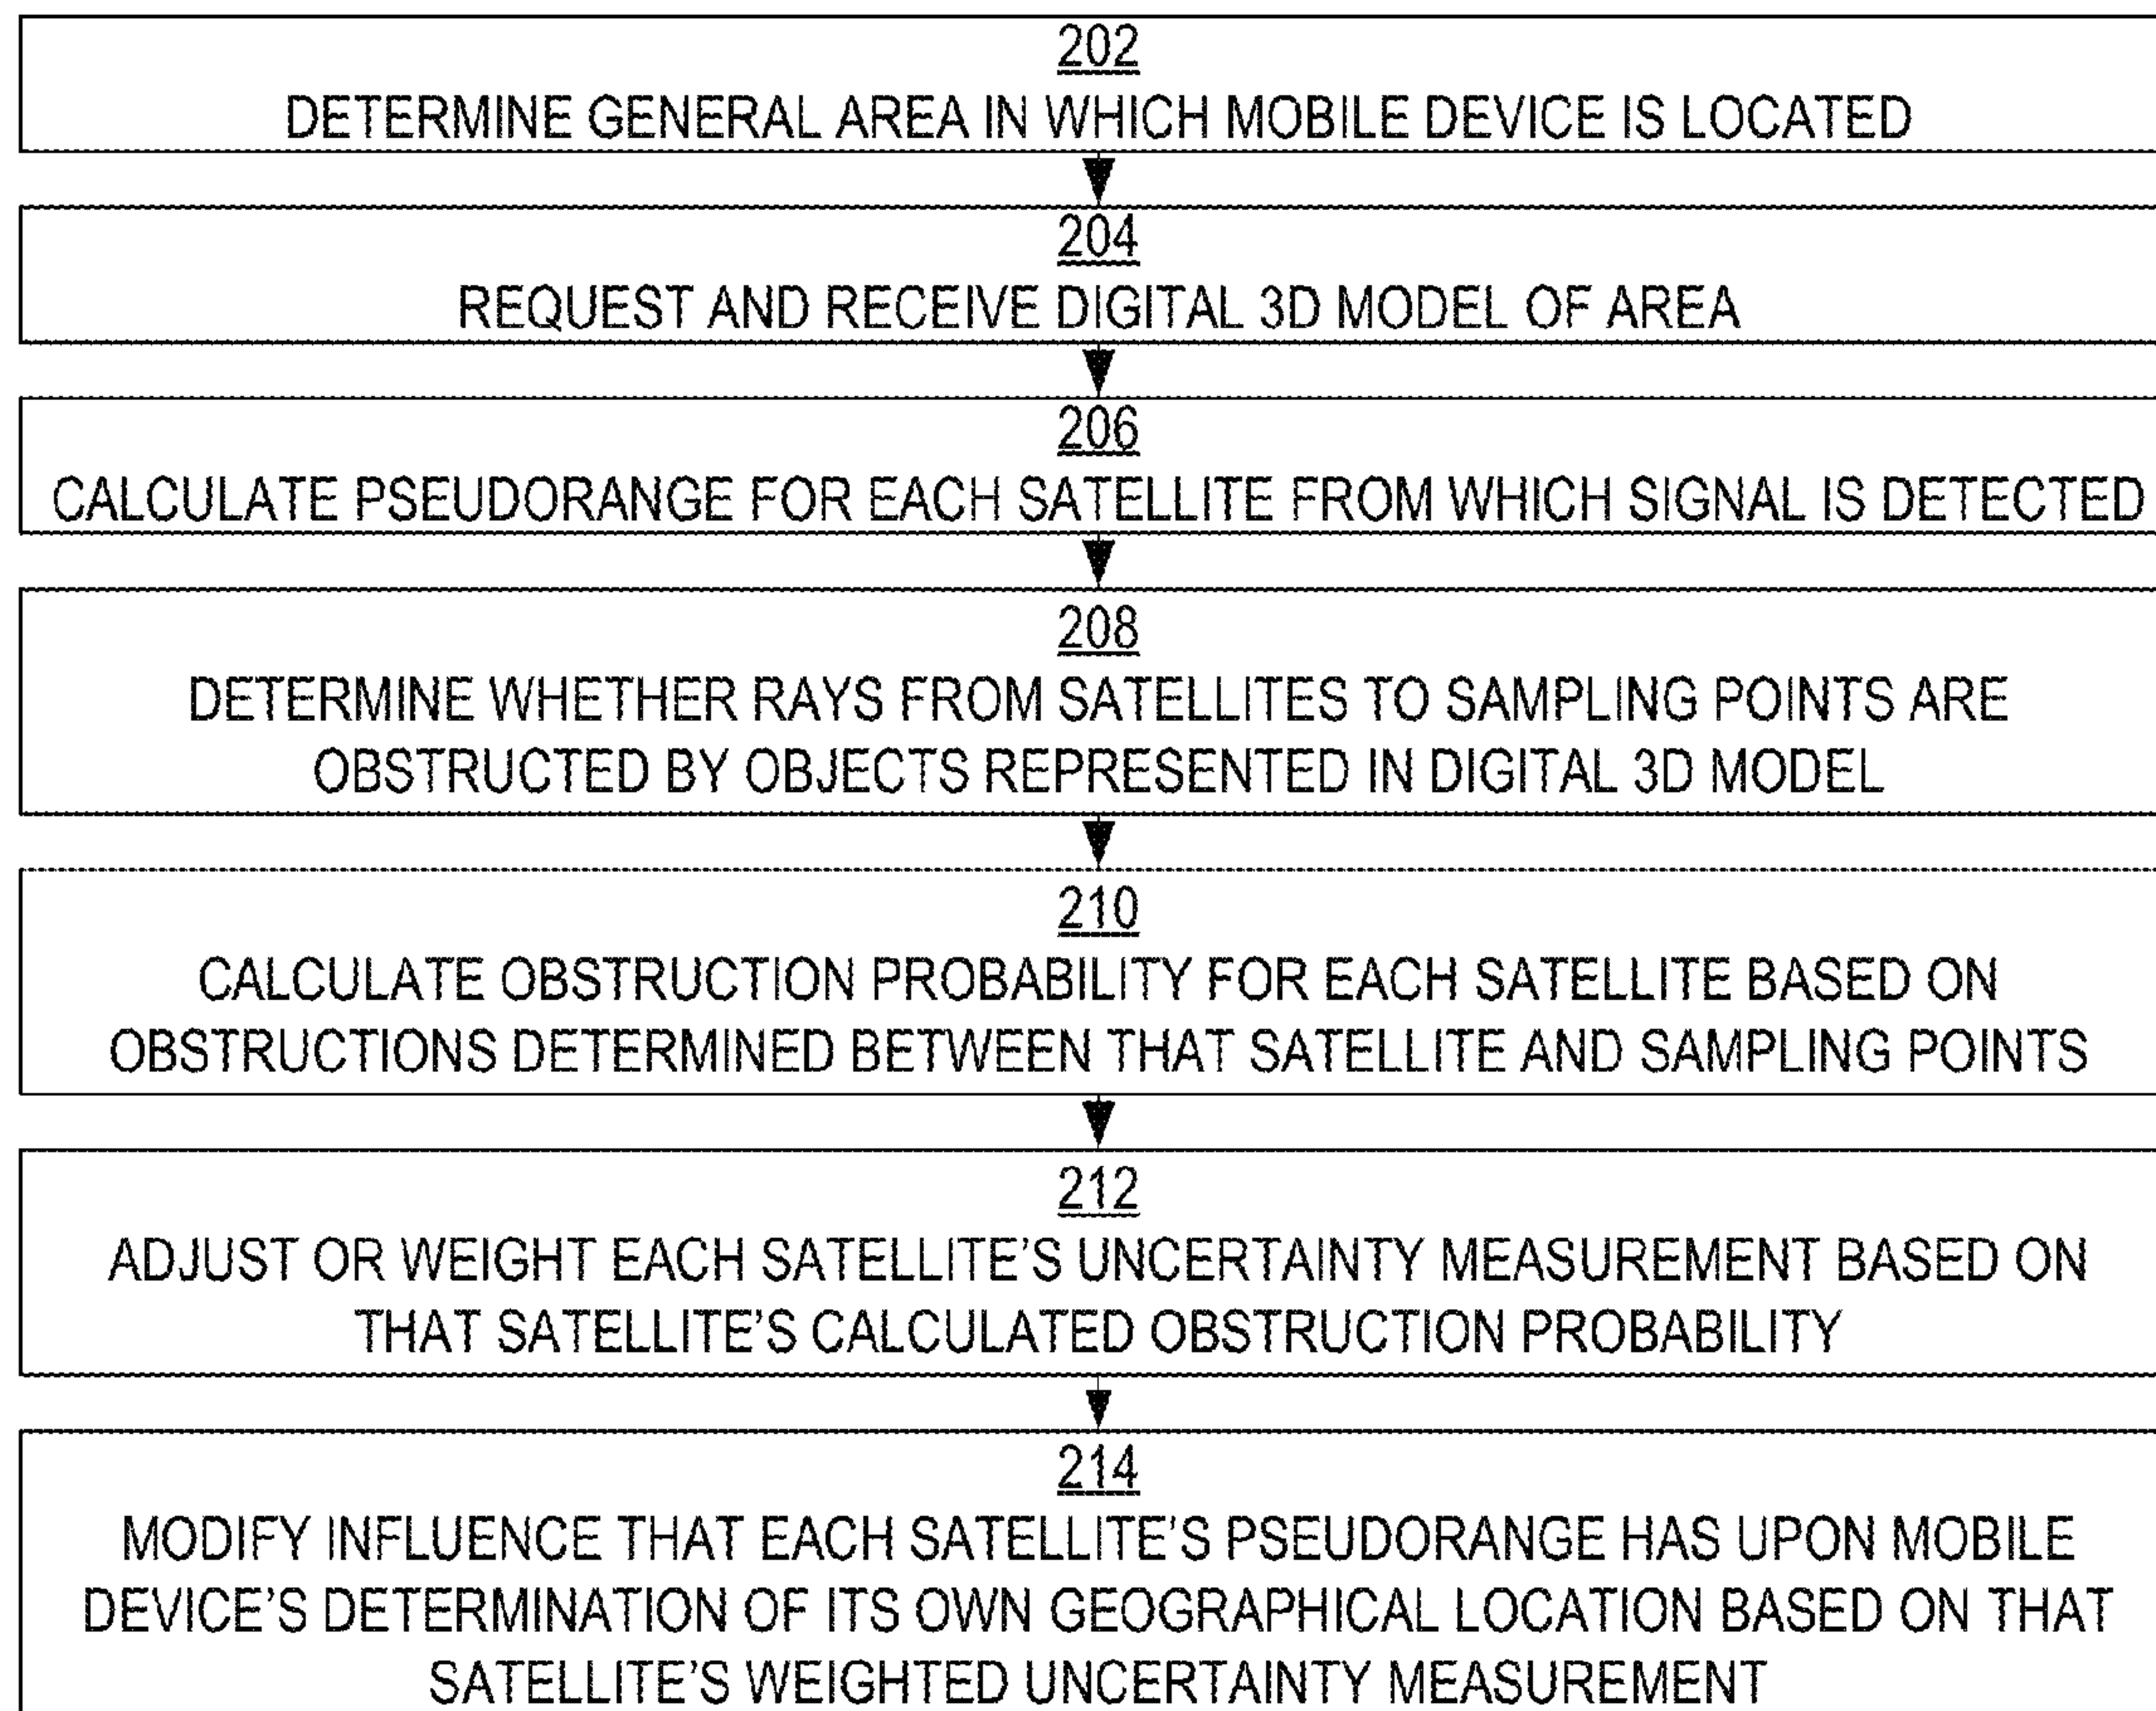 202
DETERMINE GENERAL AREA IN WHICH MOBILE DEVICE IS LOCATED
204
REQUEST AND RECEIVE DIGITAL 3D MODEL OF AREA
206
CALCULATE PSEUDORANGE FOR EACH SATELLITE FROM WHICH SIGNAL IS DETECTED
208
DETERMINE WHETHER RAYS FROM SATELLITES TO SAMPLING POINTS ARE
OBSTRUCTED BY OBJECTS REPRESENTED IN DIGITAL 3D MODEL
210
CALCULATE OBSTRUCTION PROBABILITY FOR EACH SATELLITE BASED ON
OBSTRUCTIONS DETERMINED BETWEEN THAT SATELLITE AND SAMPLING POINTS
212
ADJUST OR WEIGHT EACH SATELLITE'S UNCERTAINTY MEASUREMENT BASED ON
THAT SATELLITE'S CALCULATED OBSTRUCTION PROBABILITY
214
MODIFY INFLUENCE THAT EACH SATELLITE'S PSEUDORANGE HAS UPON MOBILE
DEVICE'S DETERMINATION OF ITS OWN GEOGRAPHICAL LOCATION BASED ON THAT
SATELLITE'S WEIGHTED UNCERTAINTY MEASUREMENT